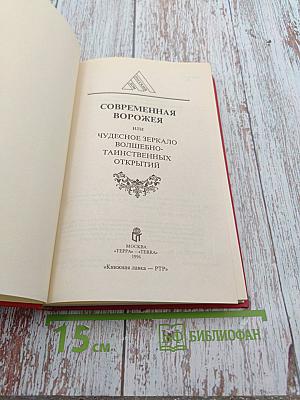 СОВРЕМЕННАЯ
ВОРОЖЕЯ
ИЛИ
ЧУДЕСНОЕ ЗЕРКАЛО
ВОЛШЕБНО-
ТАИНСТВЕННЫХ
ОТКРЫТИЙ
МОСКВА
«ТЕРРА» — «TERRA»
1996
«Книжная лавка — РТР»
15 см
БИБЛИОФАН